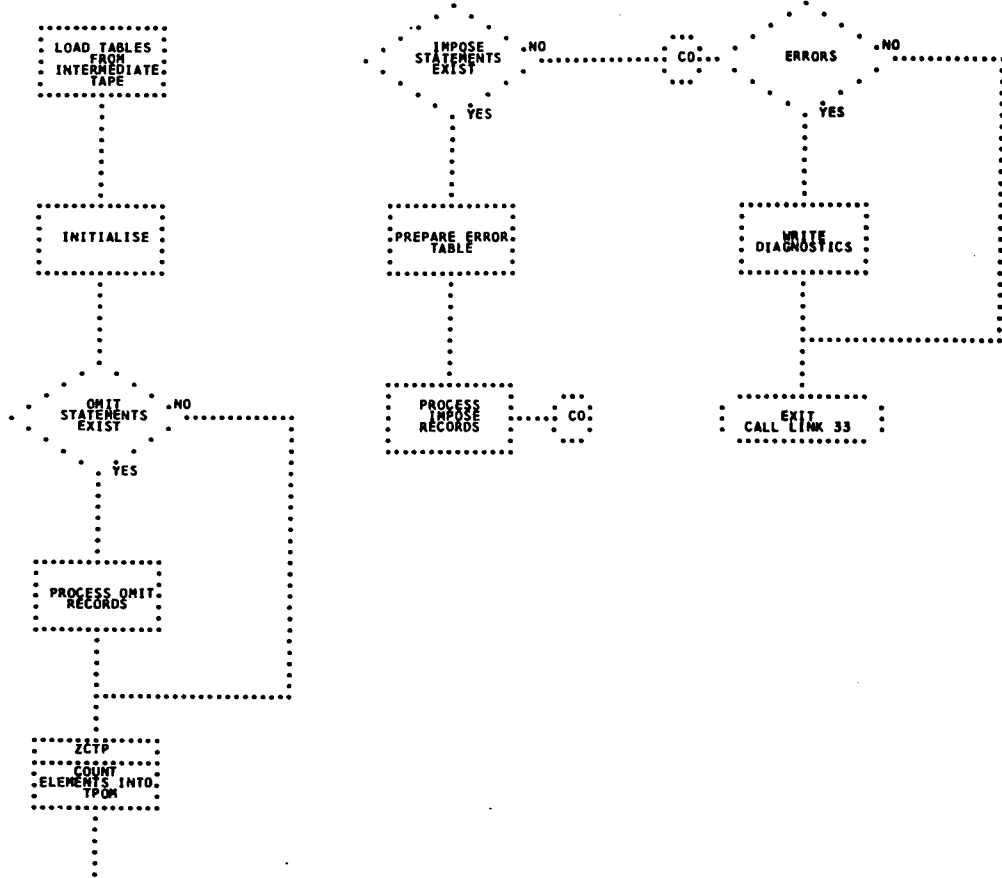 LOAD TABLES
FROM
INTERMEDIATE
TAPE
INITIALISE
OMIT
STATEMENTS
EXIST
NO
YES
PROCESS OMIT
RECORDS
ZCTP
COUNT
ELEMENTS INTO
TPOM
IMPOSE
STATEMENTS
EXIST
NO
YES
PREPARE ERROR
TABLE
PROCESS
IMPOSE
RECORDS
CO
CO
ERRORS
NO
YES
WRITE
DIAGNOSTICS
EXIT
CALL LINK 33